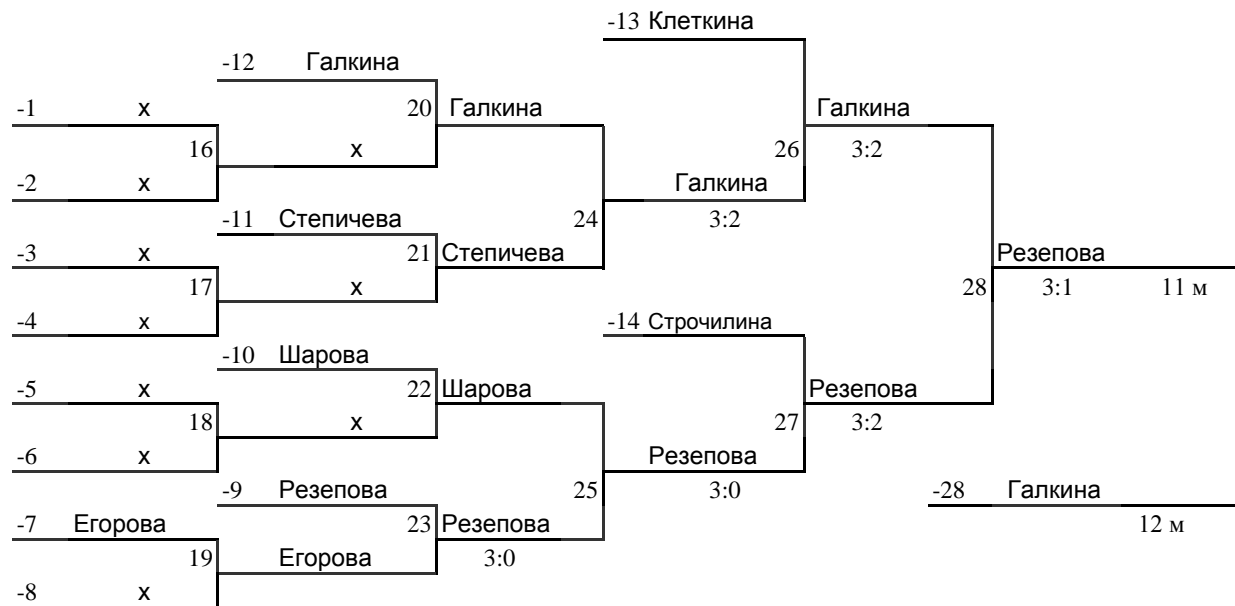 -13 Клеткина
-12 Галкина
-1 х 20 Галкина Галкина
16 х 26 3:2
-2 х Галкина
-11 Степичева 24 3:2
-3 х 21 Степичева Резепова
17 х 28 3:1 11 м
-4 х -14 Строчилина
-10 Шарова
-5 х 22 Шарова Резепова
18 х 27 3:2
-6 х Резепова
-9 Резепова 25 3:0 -28 Галкина
-7 Егорова 23 Резепова 12 м
19 Егорова 3:0
-8 х